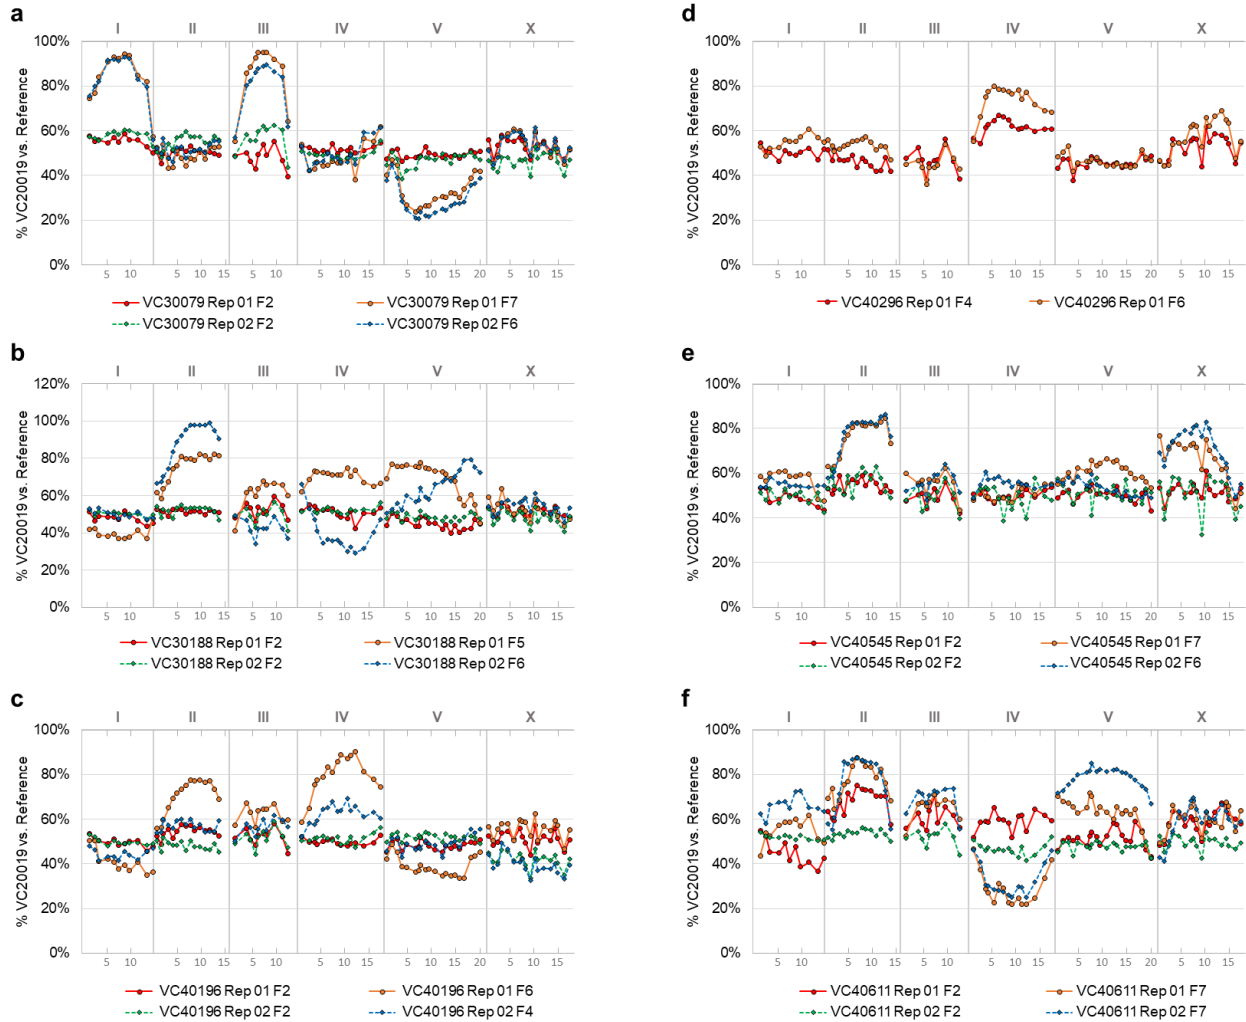 a
I II III IV V X
100%
80%
60%
40%
20%
0%
% VC20019 vs. Reference
5 10 5 10 15 5 10 5 10 15 5 10 15 20 5 10 15
VC30079 Rep 01 F2 VC30079 Rep 01 F7
VC30079 Rep 02 F2 VC30079 Rep 02 F6
b
I II III IV V X
120%
100%
80%
60%
40%
20%
0%
% VC20019 vs. Reference
5 10 5 10 5 10 5 10 15 5 10 15 20 5 10 15
VC30188 Rep 01 F2 VC30188 Rep 01 F5
VC30188 Rep 02 F2 VC30188 Rep 02 F6
c
I II III IV V X
100%
80%
60%
40%
20%
0%
% VC20019 vs. Reference
5 10 5 10 15 5 10 5 10 15 5 10 15 20 5 10 15
VC40196 Rep 01 F2 VC40196 Rep 01 F6
VC40196 Rep 02 F2 VC40196 Rep 02 F4
d
I II III IV V X
100%
80%
60%
40%
20%
0%
% VC20019 vs. Reference
5 10 5 10 5 10 5 10 15 5 10 15 20 5 10 15
VC40296 Rep 01 F4 VC40296 Rep 01 F6
e
I II III IV V X
100%
80%
60%
40%
20%
0%
% VC20019 vs. Reference
5 10 5 10 5 10 5 10 15 5 10 15 20 5 10 15
VC40545 Rep 01 F2 VC40545 Rep 01 F7
VC40545 Rep 02 F2 VC40545 Rep 02 F6
f
I II III IV V X
100%
80%
60%
40%
20%
0%
% VC20019 vs. Reference
5 10 5 10 15 5 10 5 10 15 5 10 15 20 5 10 15
VC40611 Rep 01 F2 VC40611 Rep 01 F7
VC40611 Rep 02 F2 VC40611 Rep 02 F7